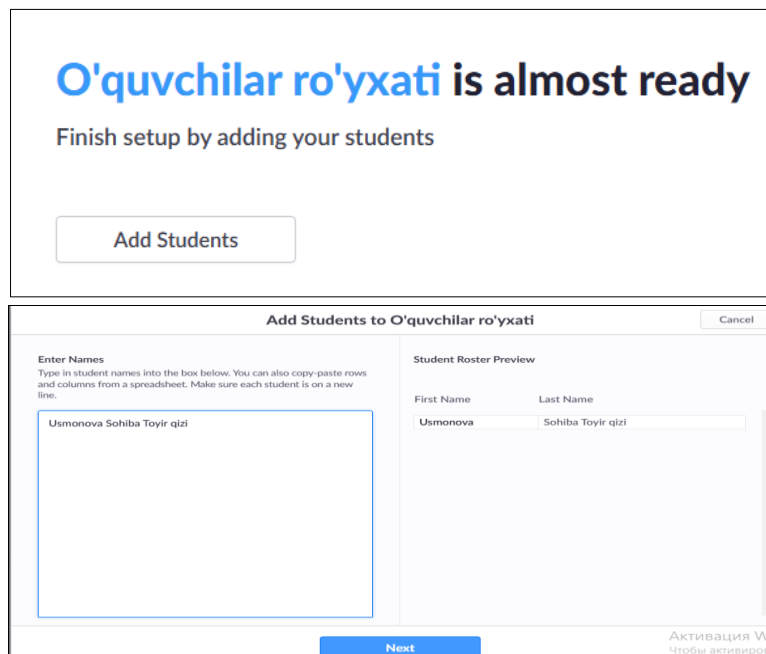 O'quvchilar ro'yxati is almost ready
Finish setup by adding your students
Add Students
Add Students to O'quvchilar ro'yxati
Cancel
Enter Names
Type in student names into the box below. You can also copy-paste rows
and columns from a spreadsheet. Make sure each student is on a new
line.
Usmonova Sohiba Toyir qizi
Student Roster Preview
First Name Last Name
Usmonova Sohiba Toyir qizi
Next
Активация W
Чтобы активиров